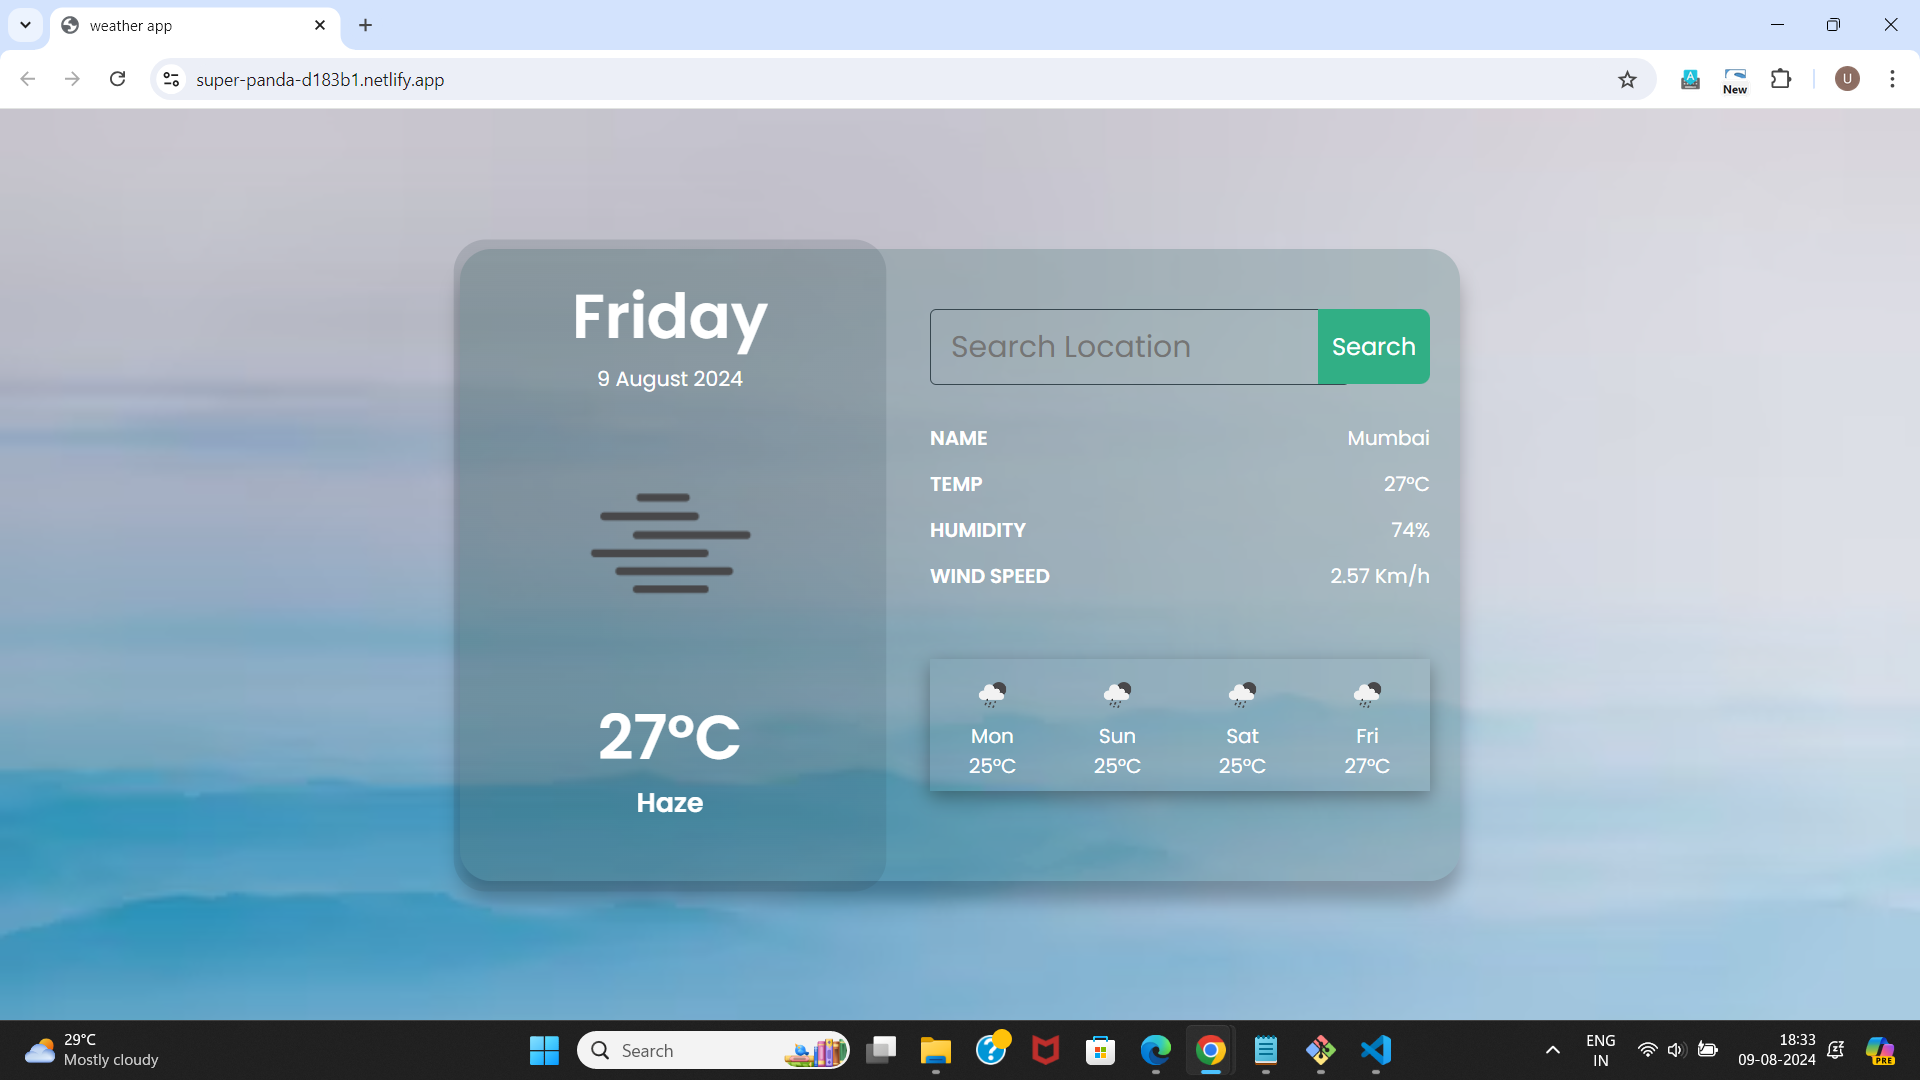 weather app
super-panda-d183b1.netlify.app
A
New
U
Friday
9 August 2024
27°C
Haze
Search Location
Search
NAME Mumbai
TEMP 27°C
HUMIDITY 74%
WIND SPEED 2.57 Km/h
Mon Sun Sat Fri
25°C 25°C 25°C 27°C
29°C
Mostly cloudy
Search
ENG
IN
18:33
09-08-2024
PRE